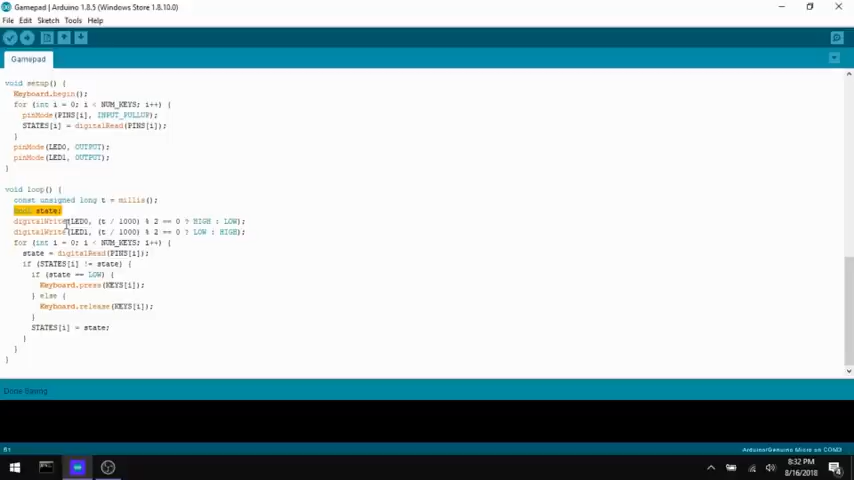 Gamepad | Arduino 1.8.5 (Windows Store 1.8.10.0)
File Edit Sketch Tools Help
Gamepad
void setup() {
Keyboard.begin();
for (int i = 0; i < NUM_KEYS; i++) {
pinMode(PINS[i], INPUT_PULLUP);
STATES[i] = digitalRead(PINS[i]);
}
pinMode(LED0, OUTPUT);
pinMode(LED1, OUTPUT);
}
void loop() {
const unsigned long t = millis();
bool state;
digitalWrite(LED0, (t / 1000) % 2 == 0 ? HIGH : LOW);
digitalWrite(LED1, (t / 1000) % 2 == 0 ? LOW : HIGH);
for (int i = 0; i < NUM_KEYS; i++) {
state = digitalRead(PINS[i]);
if (STATES[i] != state) {
if (state == LOW) {
Keyboard.press(KEYS[i]);
} else {
Keyboard.release(KEYS[i]);
}
STATES[i] = state;
}
}
}
Done Saving
Arduino/Genuino Micro on COM3
8:32 PM
8/16/2018